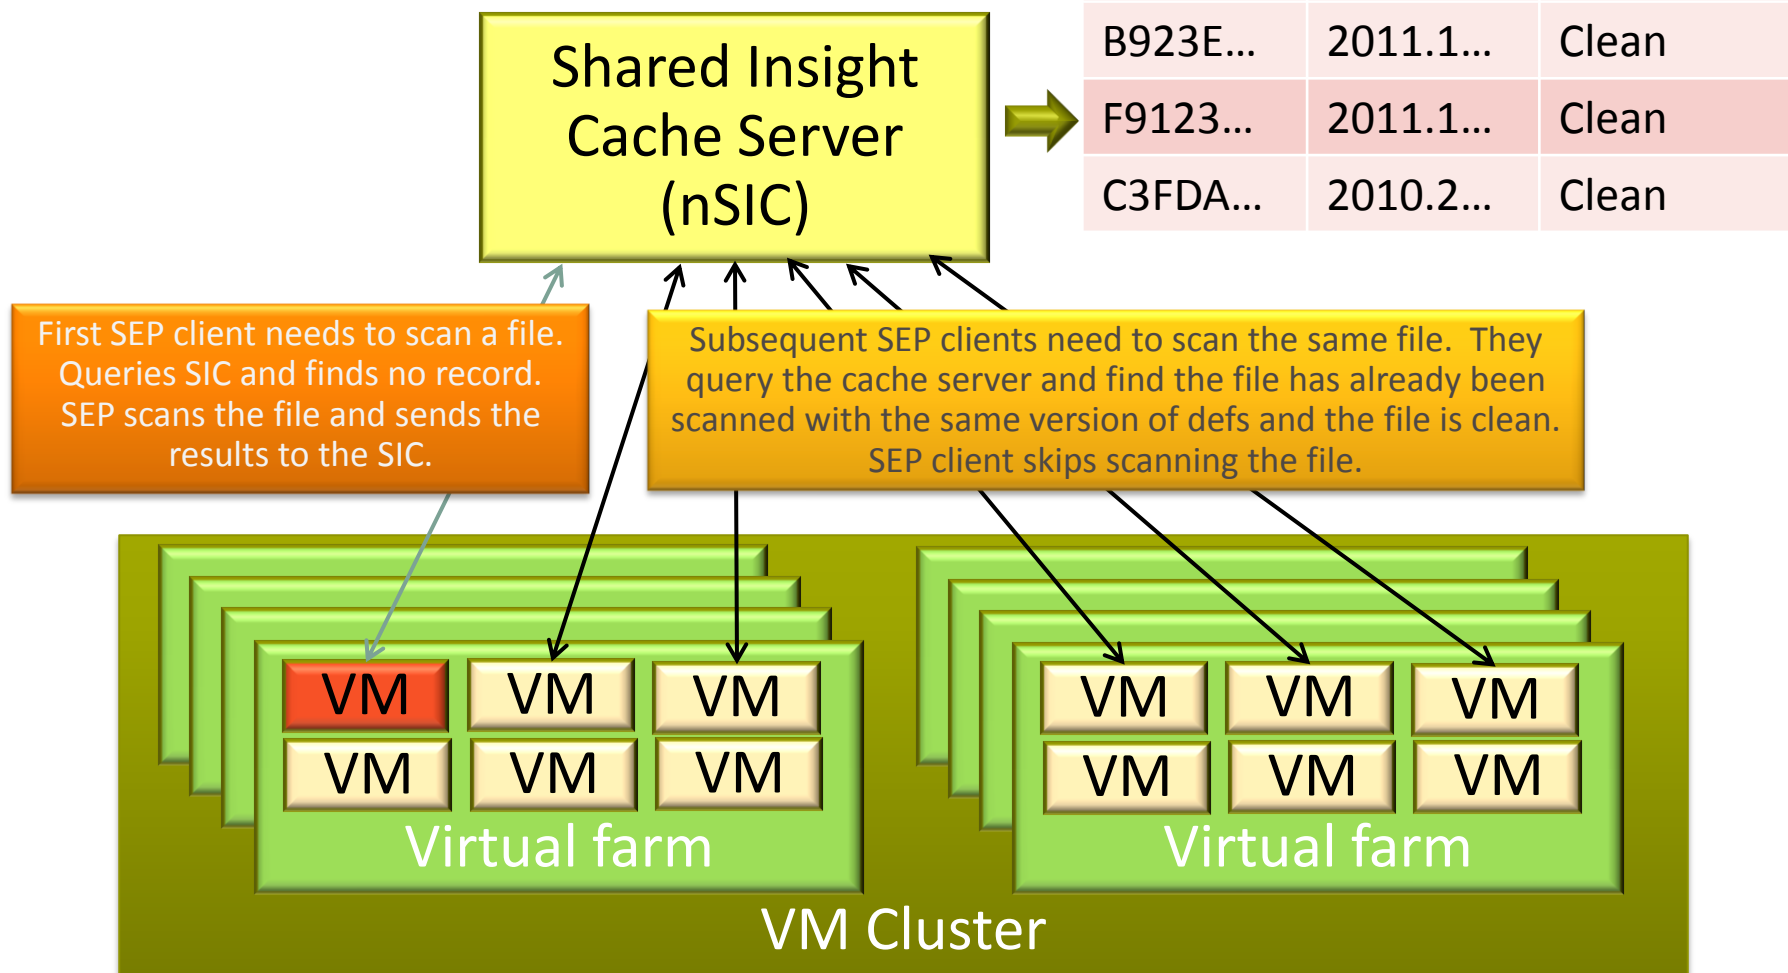 Shared Insight
Cache Server
(nSIC)
B923E... 2011.1... Clean
F9123... 2011.1... Clean
C3FDA... 2010.2... Clean
First SEP client needs to scan a file.
Queries SIC and finds no record.
SEP scans the file and sends the
results to the SIC.
Subsequent SEP clients need to scan the same file.  They
query the cache server and find the file has already been
scanned with the same version of defs and the file is clean.
SEP client skips scanning the file.
VM VM VM
VM VM VM
Virtual farm
VM VM VM
VM VM VM
Virtual farm
VM Cluster